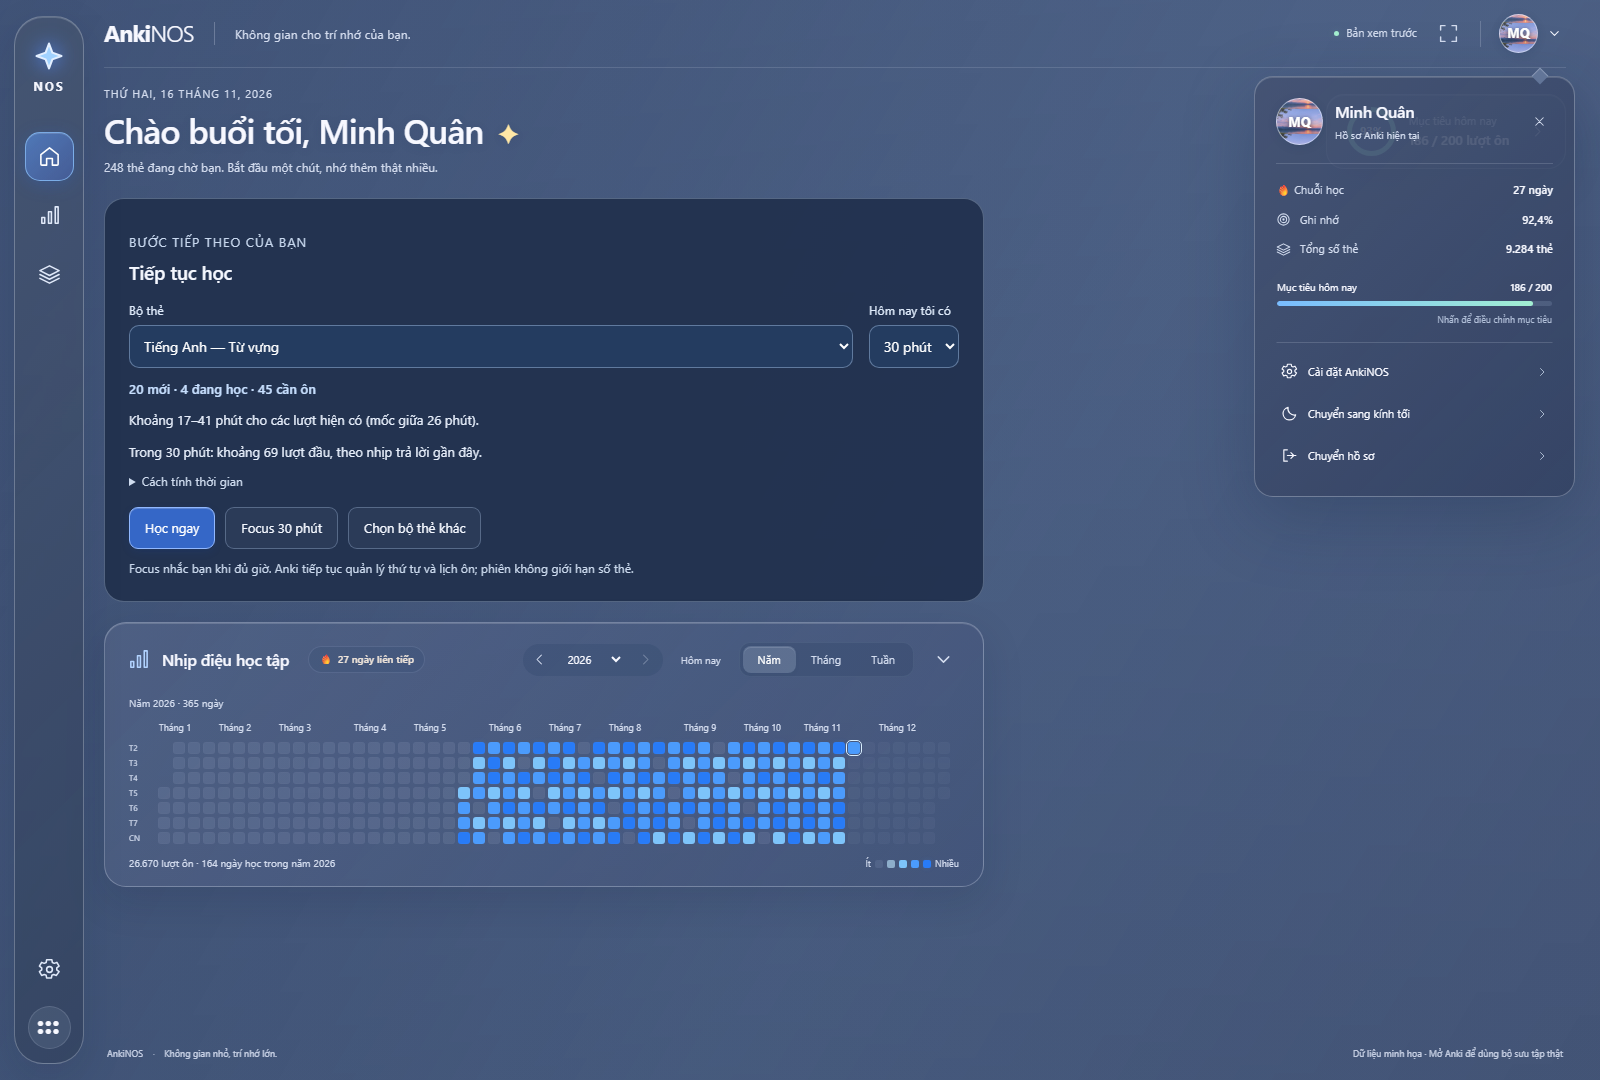 NOS
AnkiNOS
Không gian cho trí nhớ của bạn.
Bản xem trước
MQ
THỨ HAI, 16 THÁNG 11, 2026
Chào buổi tối, Minh Quân
248 thẻ đang chờ bạn. Bắt đầu một chút, nhớ thêm thật nhiều.
BƯỚC TIẾP THEO CỦA BẠN
Tiếp tục học
Bộ thẻ
Hôm nay tôi có
Tiếng Anh — Từ vựng
30 phút
20 mới · 4 đang học · 45 cần ôn
Khoảng 17–41 phút cho các lượt hiện có (mốc giữa 26 phút).
Trong 30 phút: khoảng 69 lượt đầu, theo nhịp trả lời gần đây.
Cách tính thời gian
Học ngay
Focus 30 phút
Chọn bộ thẻ khác
Focus nhắc bạn khi đủ giờ. Anki tiếp tục quản lý thứ tự và lịch ôn; phiên không giới hạn số thẻ.
Nhịp điệu học tập
27 ngày liên tiếp
2026
Hôm nay
Năm
Tháng
Tuần
Năm 2026 · 365 ngày
Tháng 1 Tháng 2 Tháng 3 Tháng 4 Tháng 5 Tháng 6 Tháng 7 Tháng 8 Tháng 9 Tháng 10 Tháng 11 Tháng 12
T2
T3
T4
T5
T6
T7
CN
26.670 lượt ôn · 164 ngày học trong năm 2026
Ít
Nhiều
MQ
Minh Quân
Hồ sơ Anki hiện tại
Mục tiêu hôm nay
186 / 200 lượt ôn
Chuỗi học
27 ngày
Ghi nhớ
92,4%
Tổng số thẻ
9.284 thẻ
Mục tiêu hôm nay
186 / 200
Nhấn để điều chỉnh mục tiêu
Cài đặt AnkiNOS
Chuyển sang kính tối
Chuyển hồ sơ
AnkiNOS · Không gian nhỏ, trí nhớ lớn.
Dữ liệu minh họa · Mở Anki để dùng bộ sưu tập thật